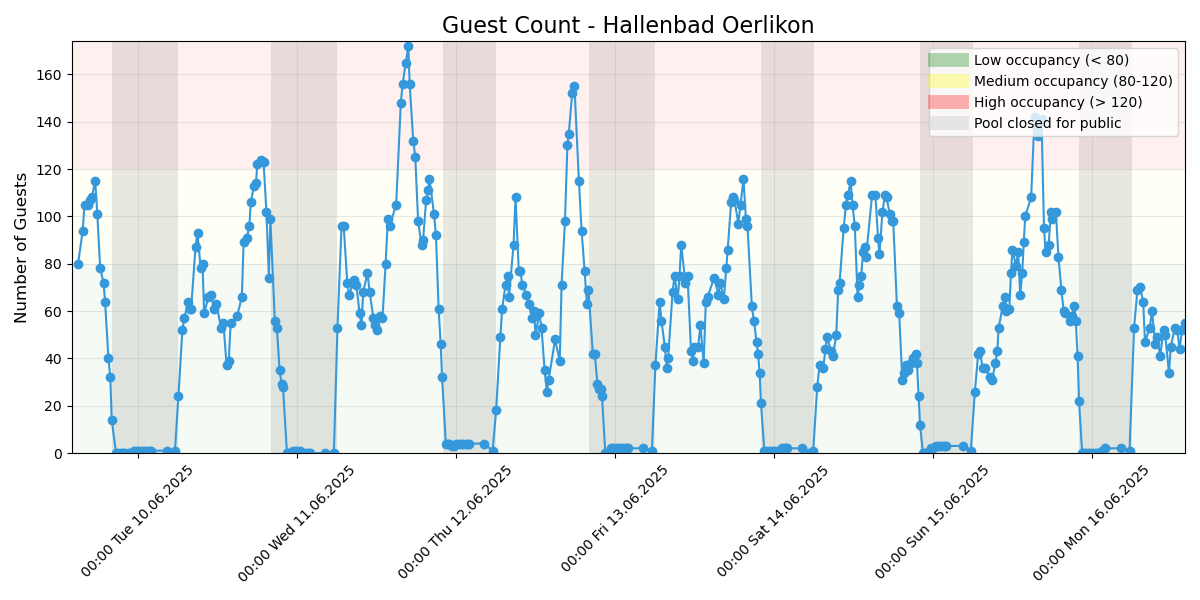 Guest Count - Hallenbad Oerlikon
Low occupancy (< 80)
Medium occupancy (80-120)
High occupancy (> 120)
Pool closed for public
Number of Guests
160
140
120
100
80
60
40
20
0
00:00 Tue 10.06.2025
00:00 Wed 11.06.2025
00:00 Thu 12.06.2025
00:00 Fri 13.06.2025
00:00 Sat 14.06.2025
00:00 Sun 15.06.2025
00:00 Mon 16.06.2025